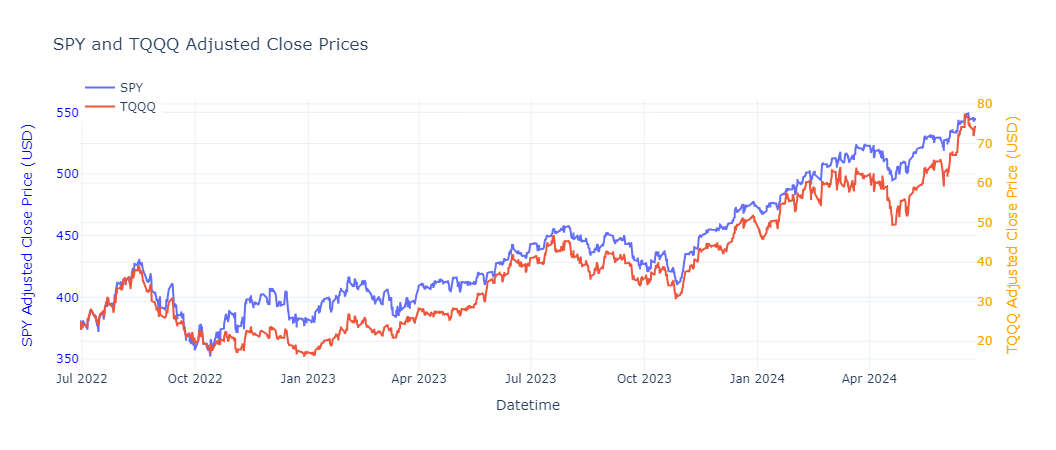 SPY and TQQQ Adjusted Close Prices
SPY
TQQQ
550
500
450
400
350
SPY Adjusted Close Price (USD)
80
70
60
50
40
30
20
TQQQ Adjusted Close Price (USD)
Jul 2022
Oct 2022
Jan 2023
Apr 2023
Jul 2023
Oct 2023
Jan 2024
Apr 2024
Datetime